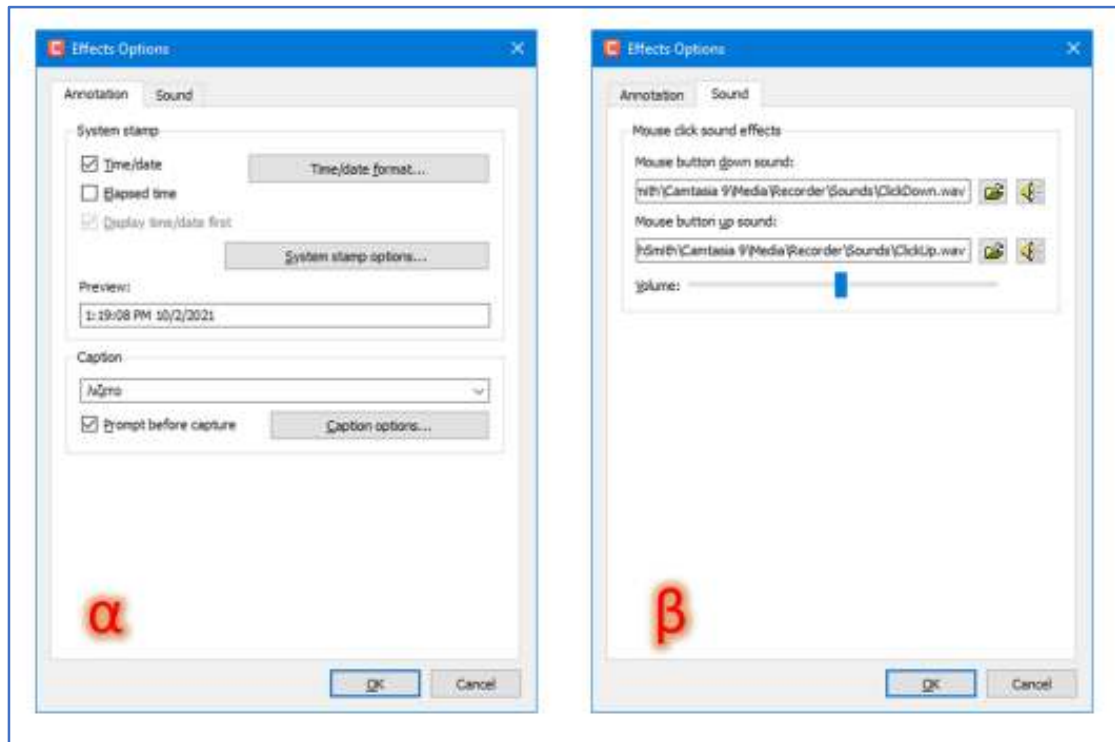 Effects Options
Annotation Sound
System stamp
Time/date
Time/date format...
Elapsed time
Display time/date first
System stamp options...
Preview:
1:19:08 PM 10/2/2021
Caption
Prompt before capture
Caption options...
α
OK Cancel
Effects Options
Annotation Sound
Mouse click sound effects
Mouse button down sound:
mith\Camtasia 9\Media\Recorder\Sounds\ClickDown.wav
Mouse button up sound:
hSmith\Camtasia 9\Media\Recorder\Sounds\ClickUp.wav
Volume:
β
OK Cancel